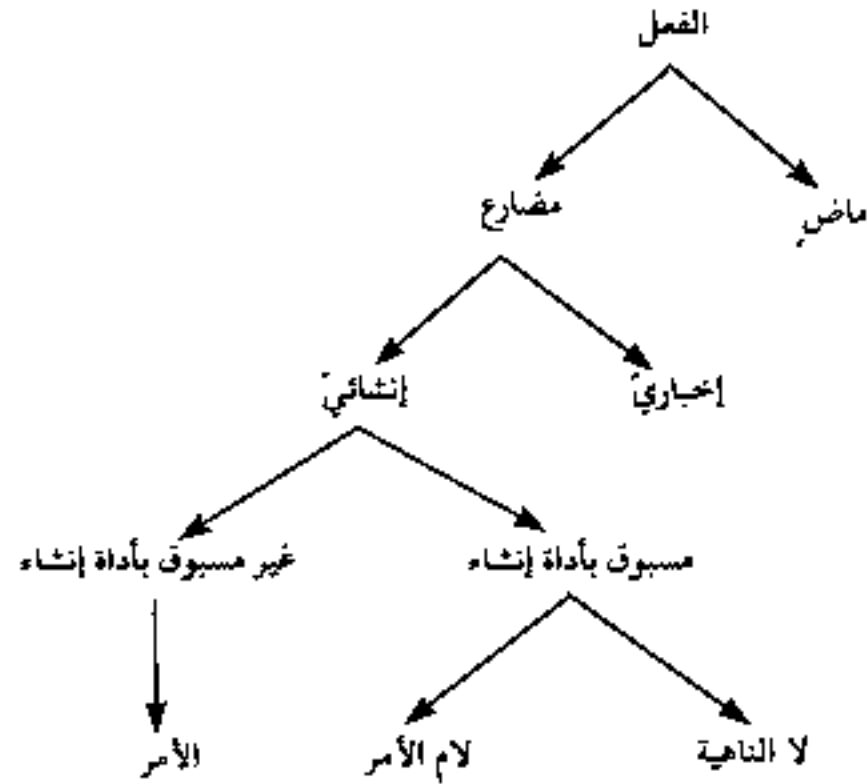 الفعل
ماضٍ
مضارع
إخباريّ
إنشائيّ
مسبوق بأداة إنشاء
غير مسبوق بأداة إنشاء
لا الناهية
لام الأمر
الأمر